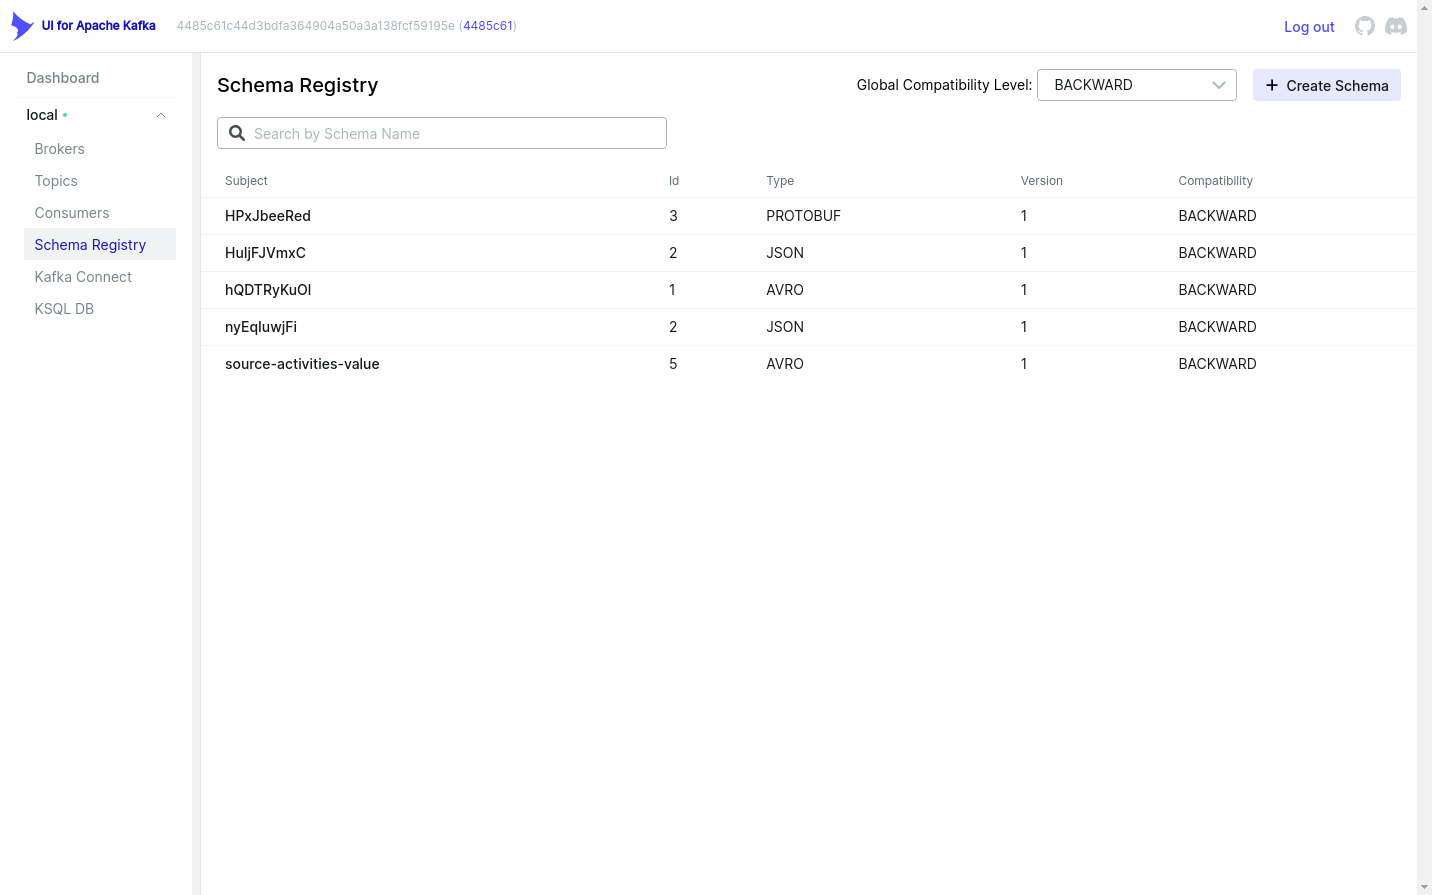 UI for Apache Kafka 4485c61c44d3bdfa364904a50a3a138fcf59195e (4485c61) Log out
Dashboard
local
Brokers
Topics
Consumers
Schema Registry
Kafka Connect
KSQL DB
Schema Registry Global Compatibility Level: BACKWARD Create Schema
Search by Schema Name
Subject Id Type Version Compatibility
HPxJbeeRed 3 PROTOBUF 1 BACKWARD
HuljFJVmxC 2 JSON 1 BACKWARD
hQDTRyKuOl 1 AVRO 1 BACKWARD
nyEqluwjFi 2 JSON 1 BACKWARD
source-activities-value 5 AVRO 1 BACKWARD